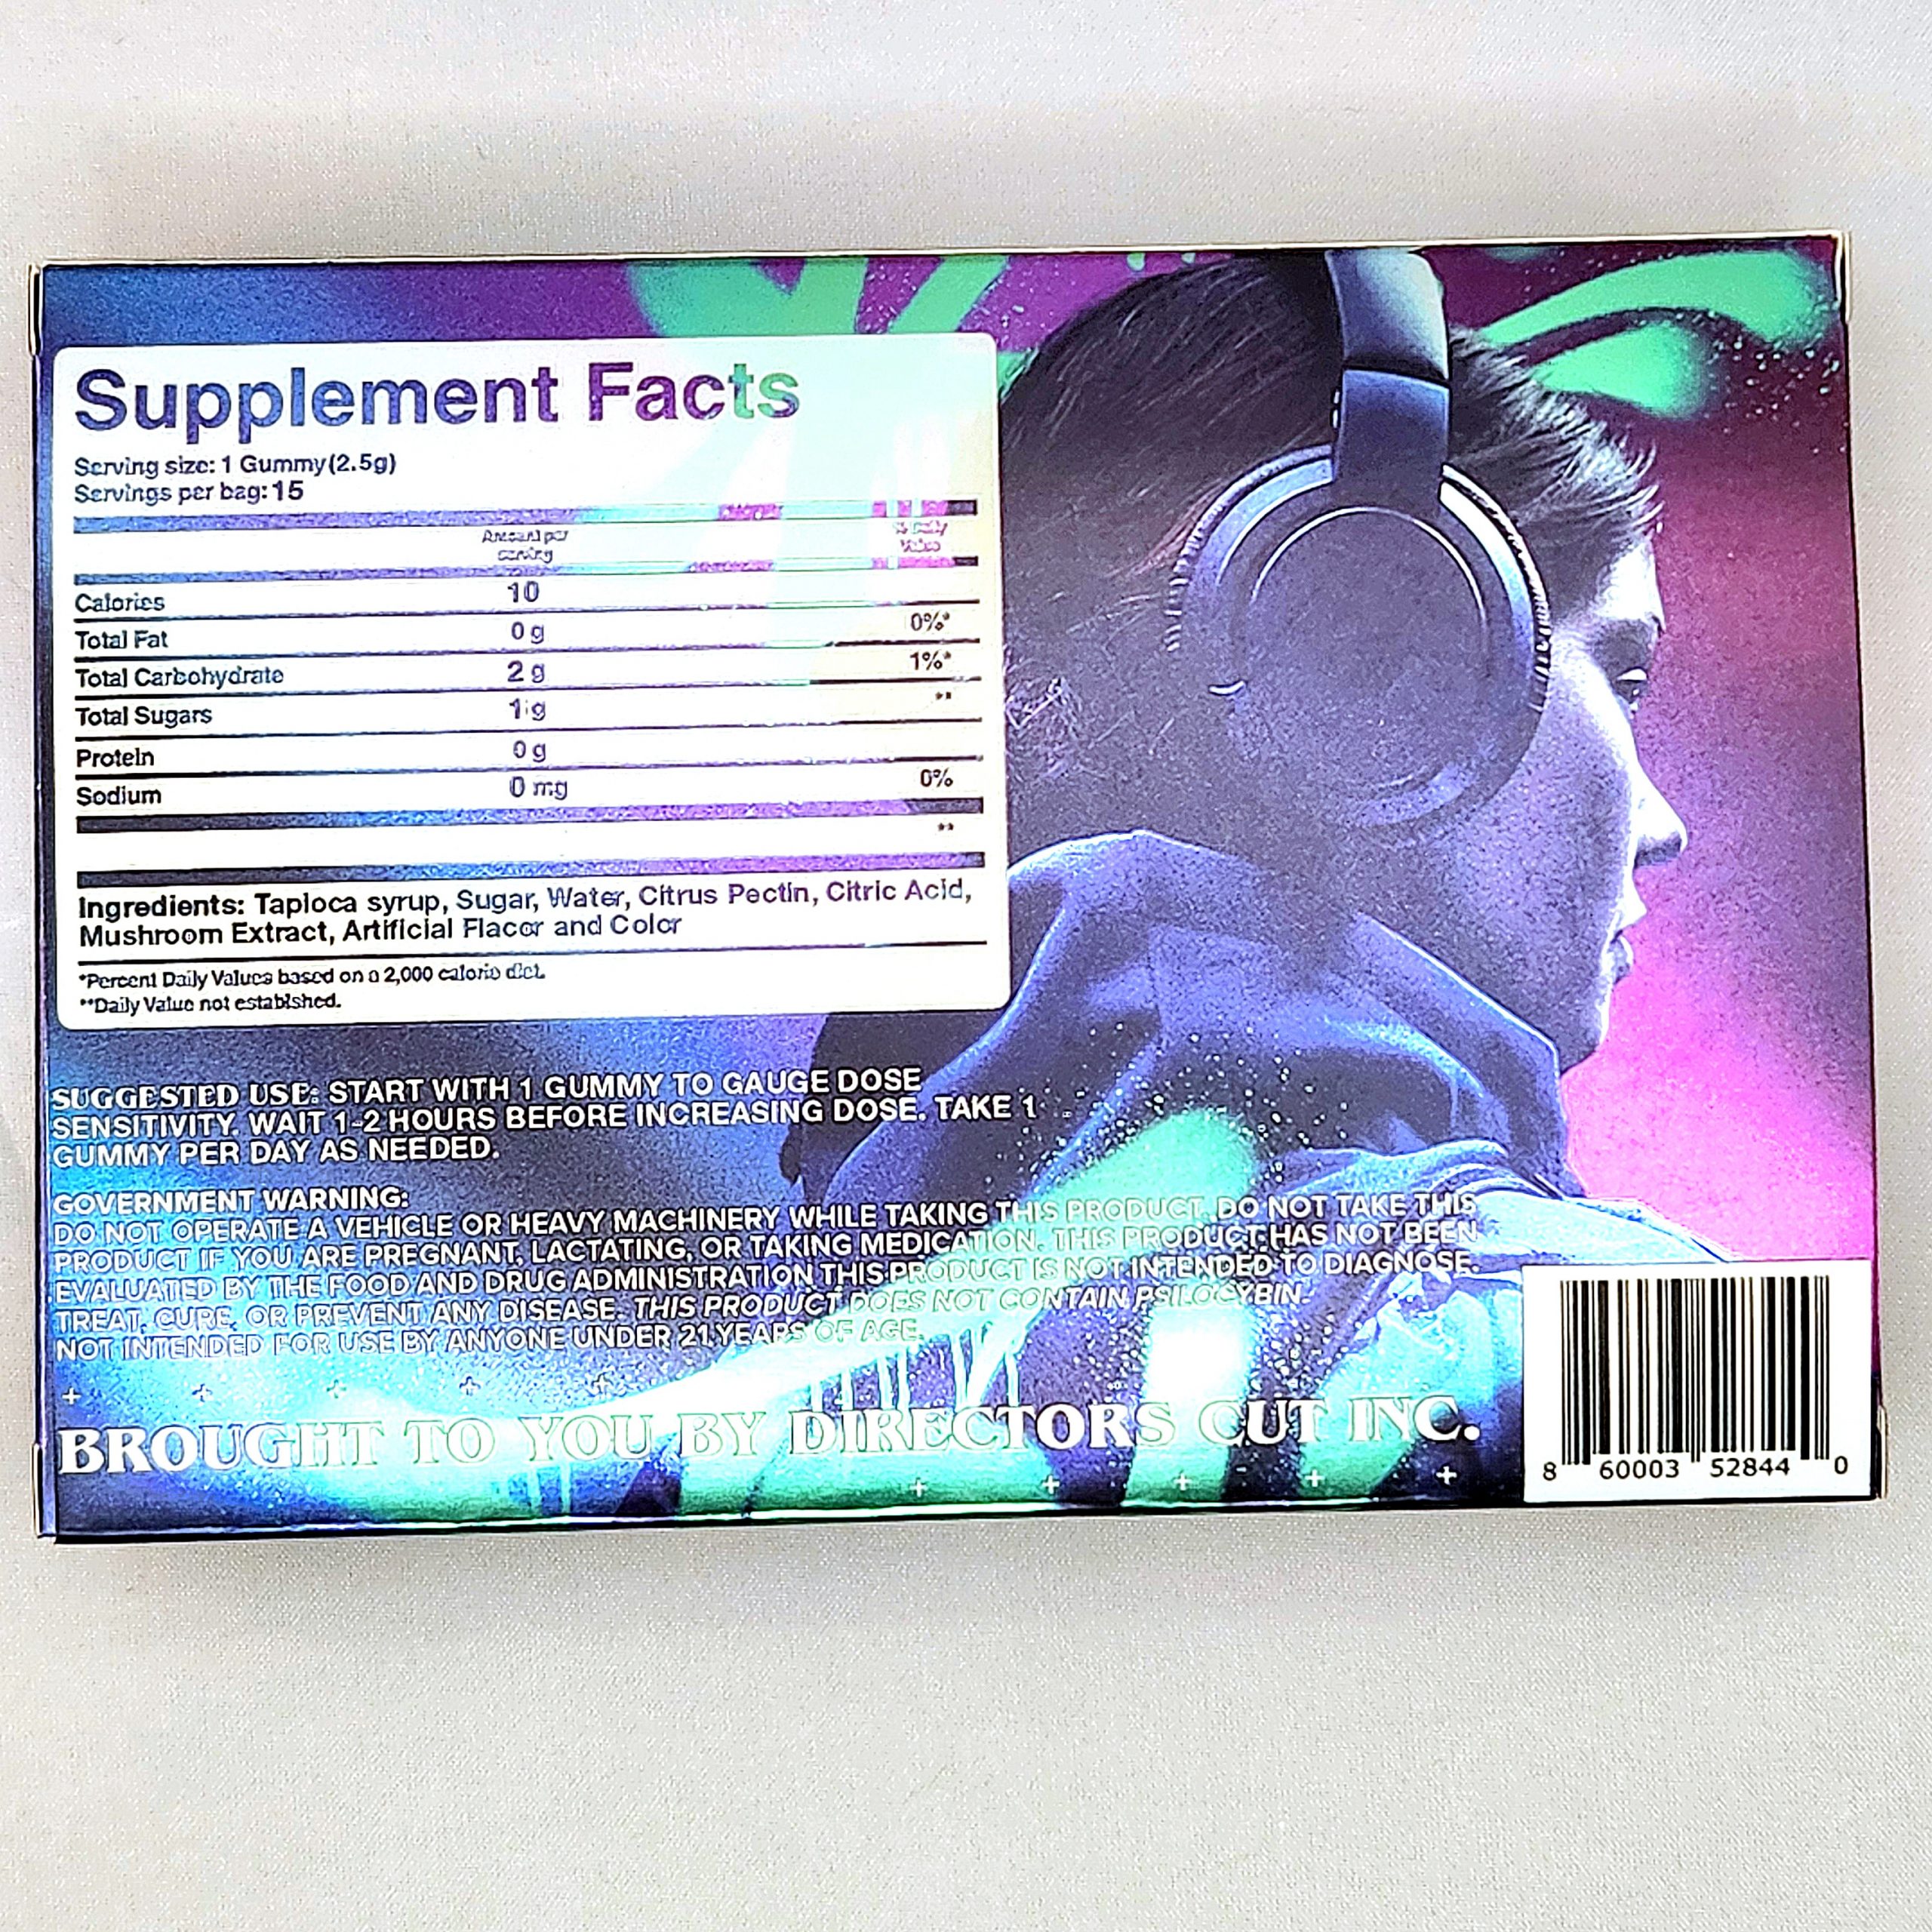 Supplement Facts
Serving size: 1 Gummy(2.5g)
Servings per bag: 15
Amount per serving
% Daily Value
Calories 10
Total Fat 0 g 0%*
Total Carbohydrate 2 g 1%*
Total Sugars 1 g **
Protein 0 g
Sodium 0 mg 0%
**
Ingredients: Tapioca syrup, Sugar, Water, Citrus Pectin, Citric Acid,
Mushroom Extract, Artificial Flacor and Color
*Percent Daily Values based on a 2,000 calorie diet.
**Daily Value not established.
SUGGESTED USE: START WITH 1 GUMMY TO GAUGE DOSE
SENSITIVITY. WAIT 1-2 HOURS BEFORE INCREASING DOSE. TAKE 1
GUMMY PER DAY AS NEEDED.
GOVERNMENT WARNING:
DO NOT OPERATE A VEHICLE OR HEAVY MACHINERY WHILE TAKING THIS PRODUCT. DO NOT TAKE THIS
PRODUCT IF YOU ARE PREGNANT, LACTATING, OR TAKING MEDICATION. THIS PRODUCT HAS NOT BEEN
EVALUATED BY THE FOOD AND DRUG ADMINISTRATION THIS PRODUCT IS NOT INTENDED TO DIAGNOSE,
TREAT, CURE, OR PREVENT ANY DISEASE. THIS PRODUCT DOES NOT CONTAIN PSILOCYBIN.
NOT INTENDED FOR USE BY ANYONE UNDER 21 YEARS OF AGE.
BROUGHT TO YOU BY DIRECTORS CUT INC.
8 60003 52844 0